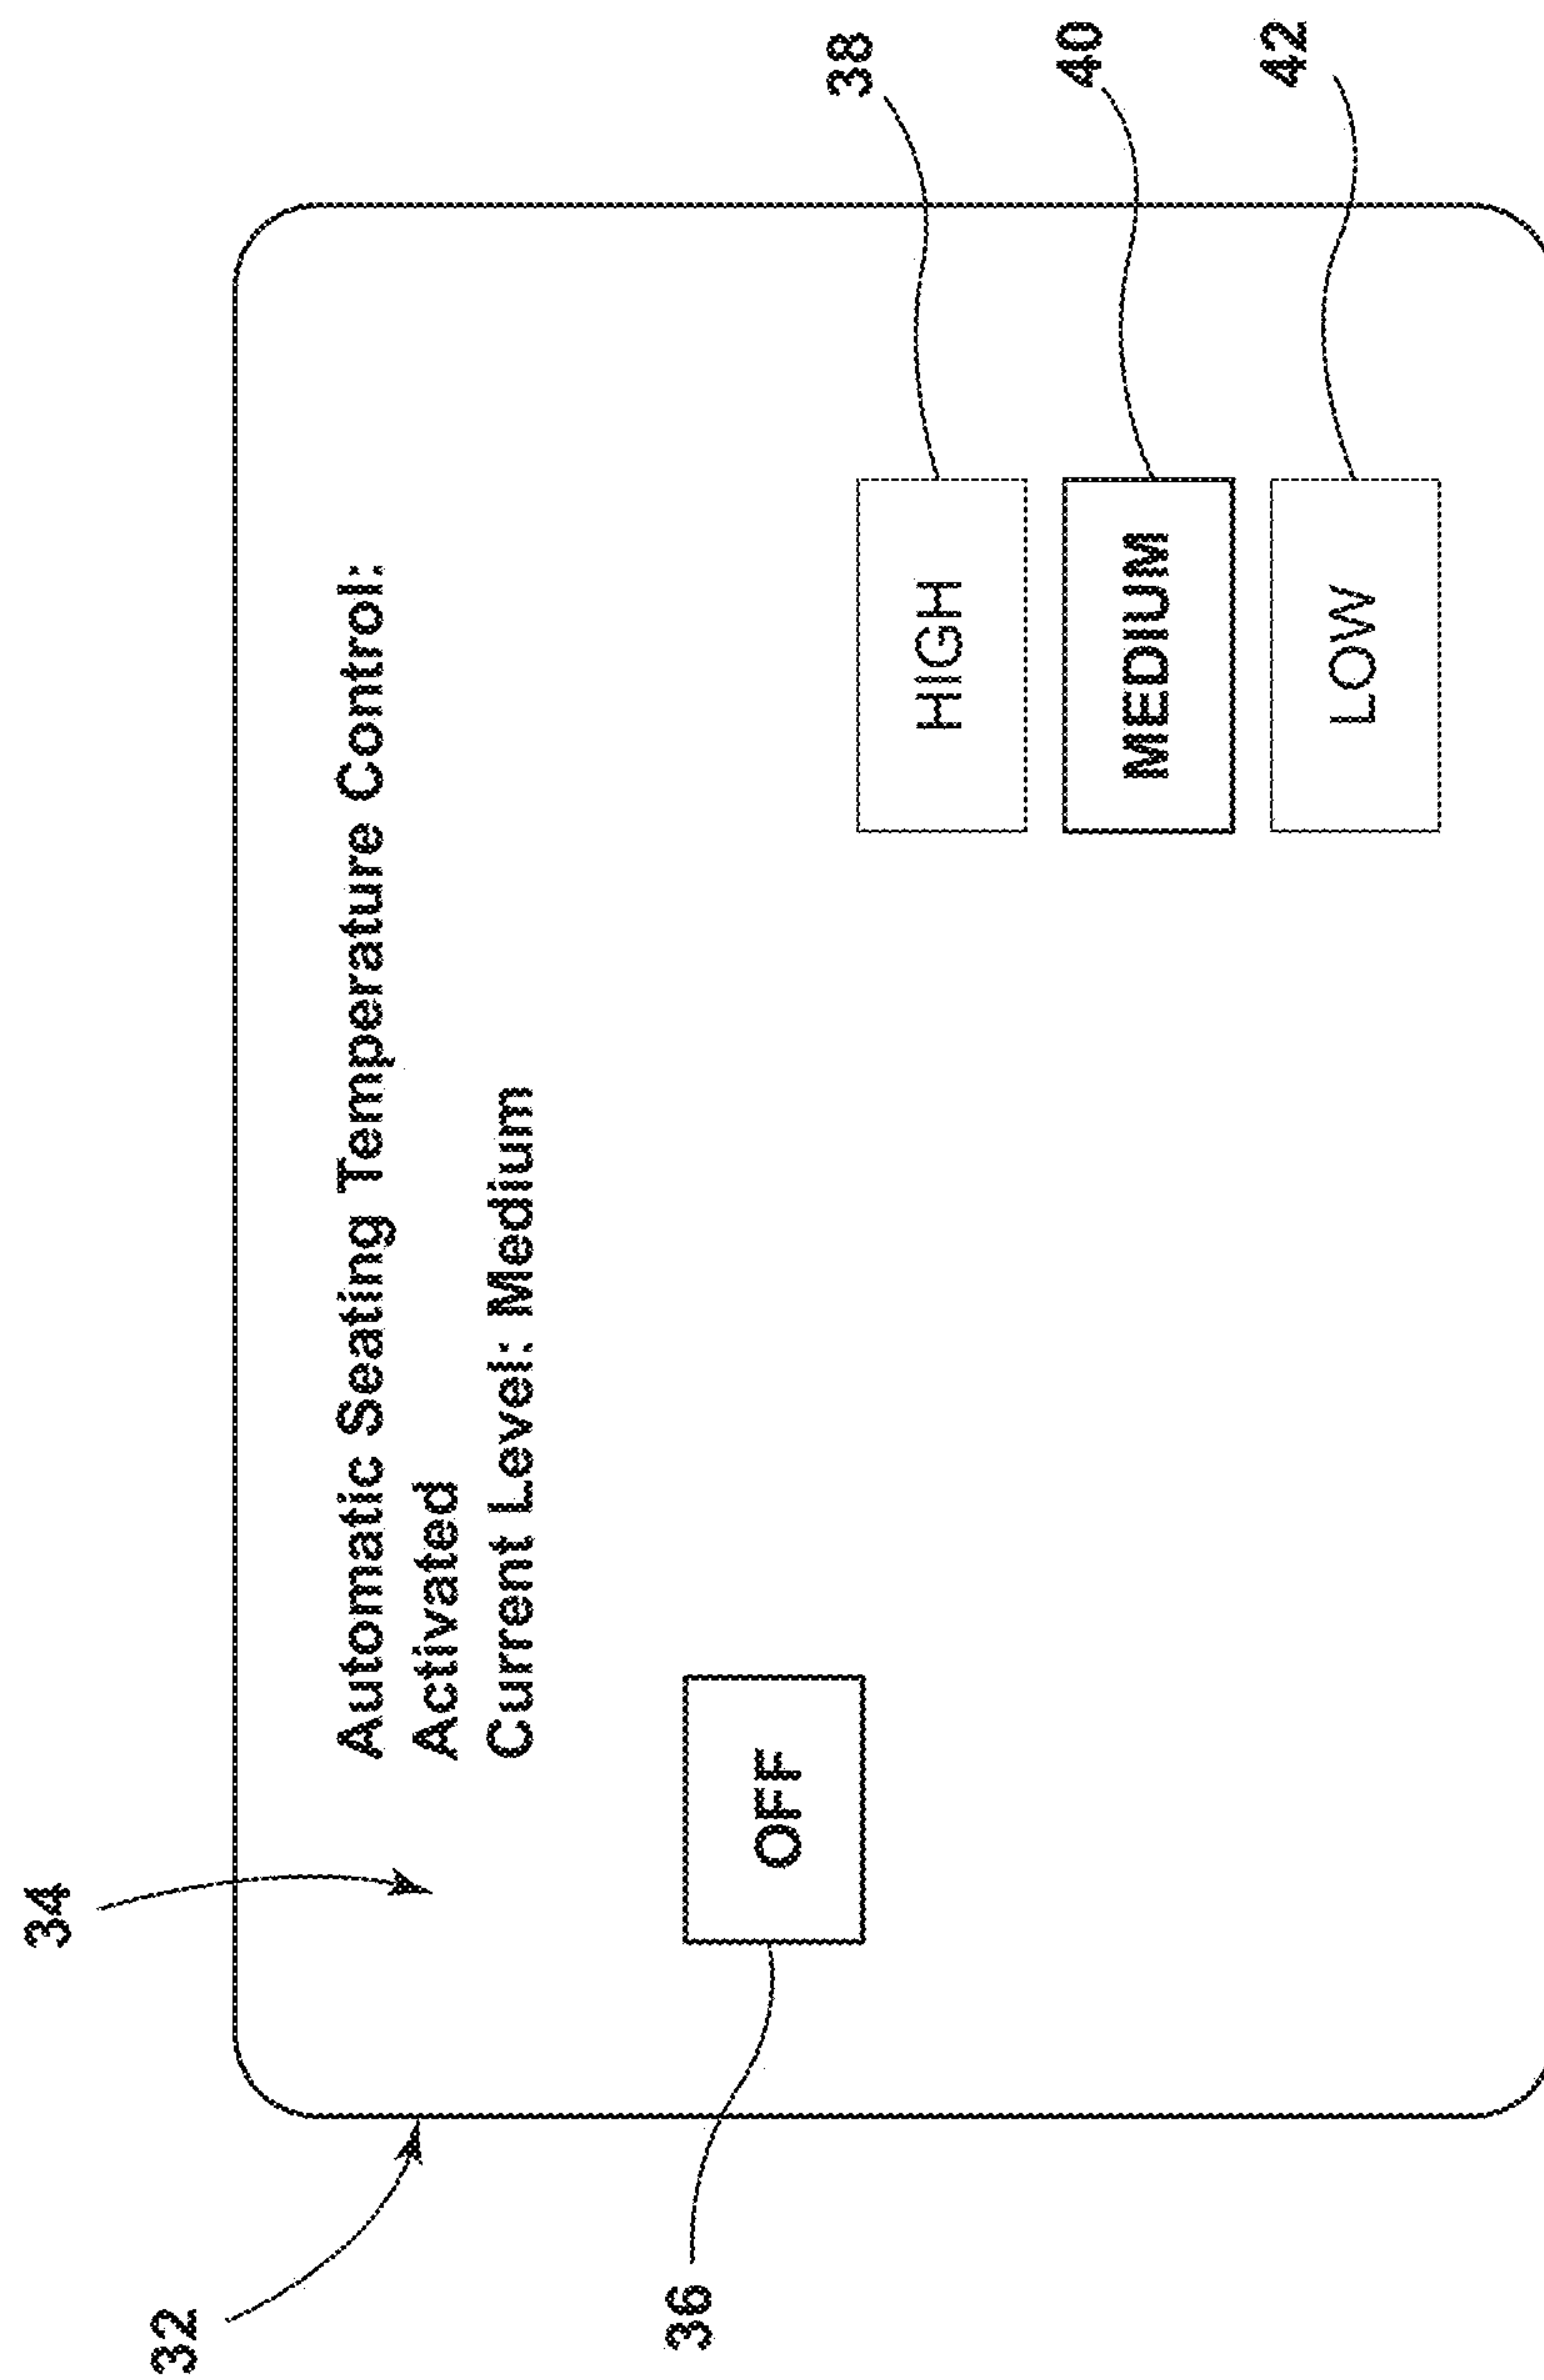 34
32
Automatic Seating Temperature Control:
Activated
Current Level: Medium
OFF
36
HIGH
38
MEDIUM
40
LOW
42